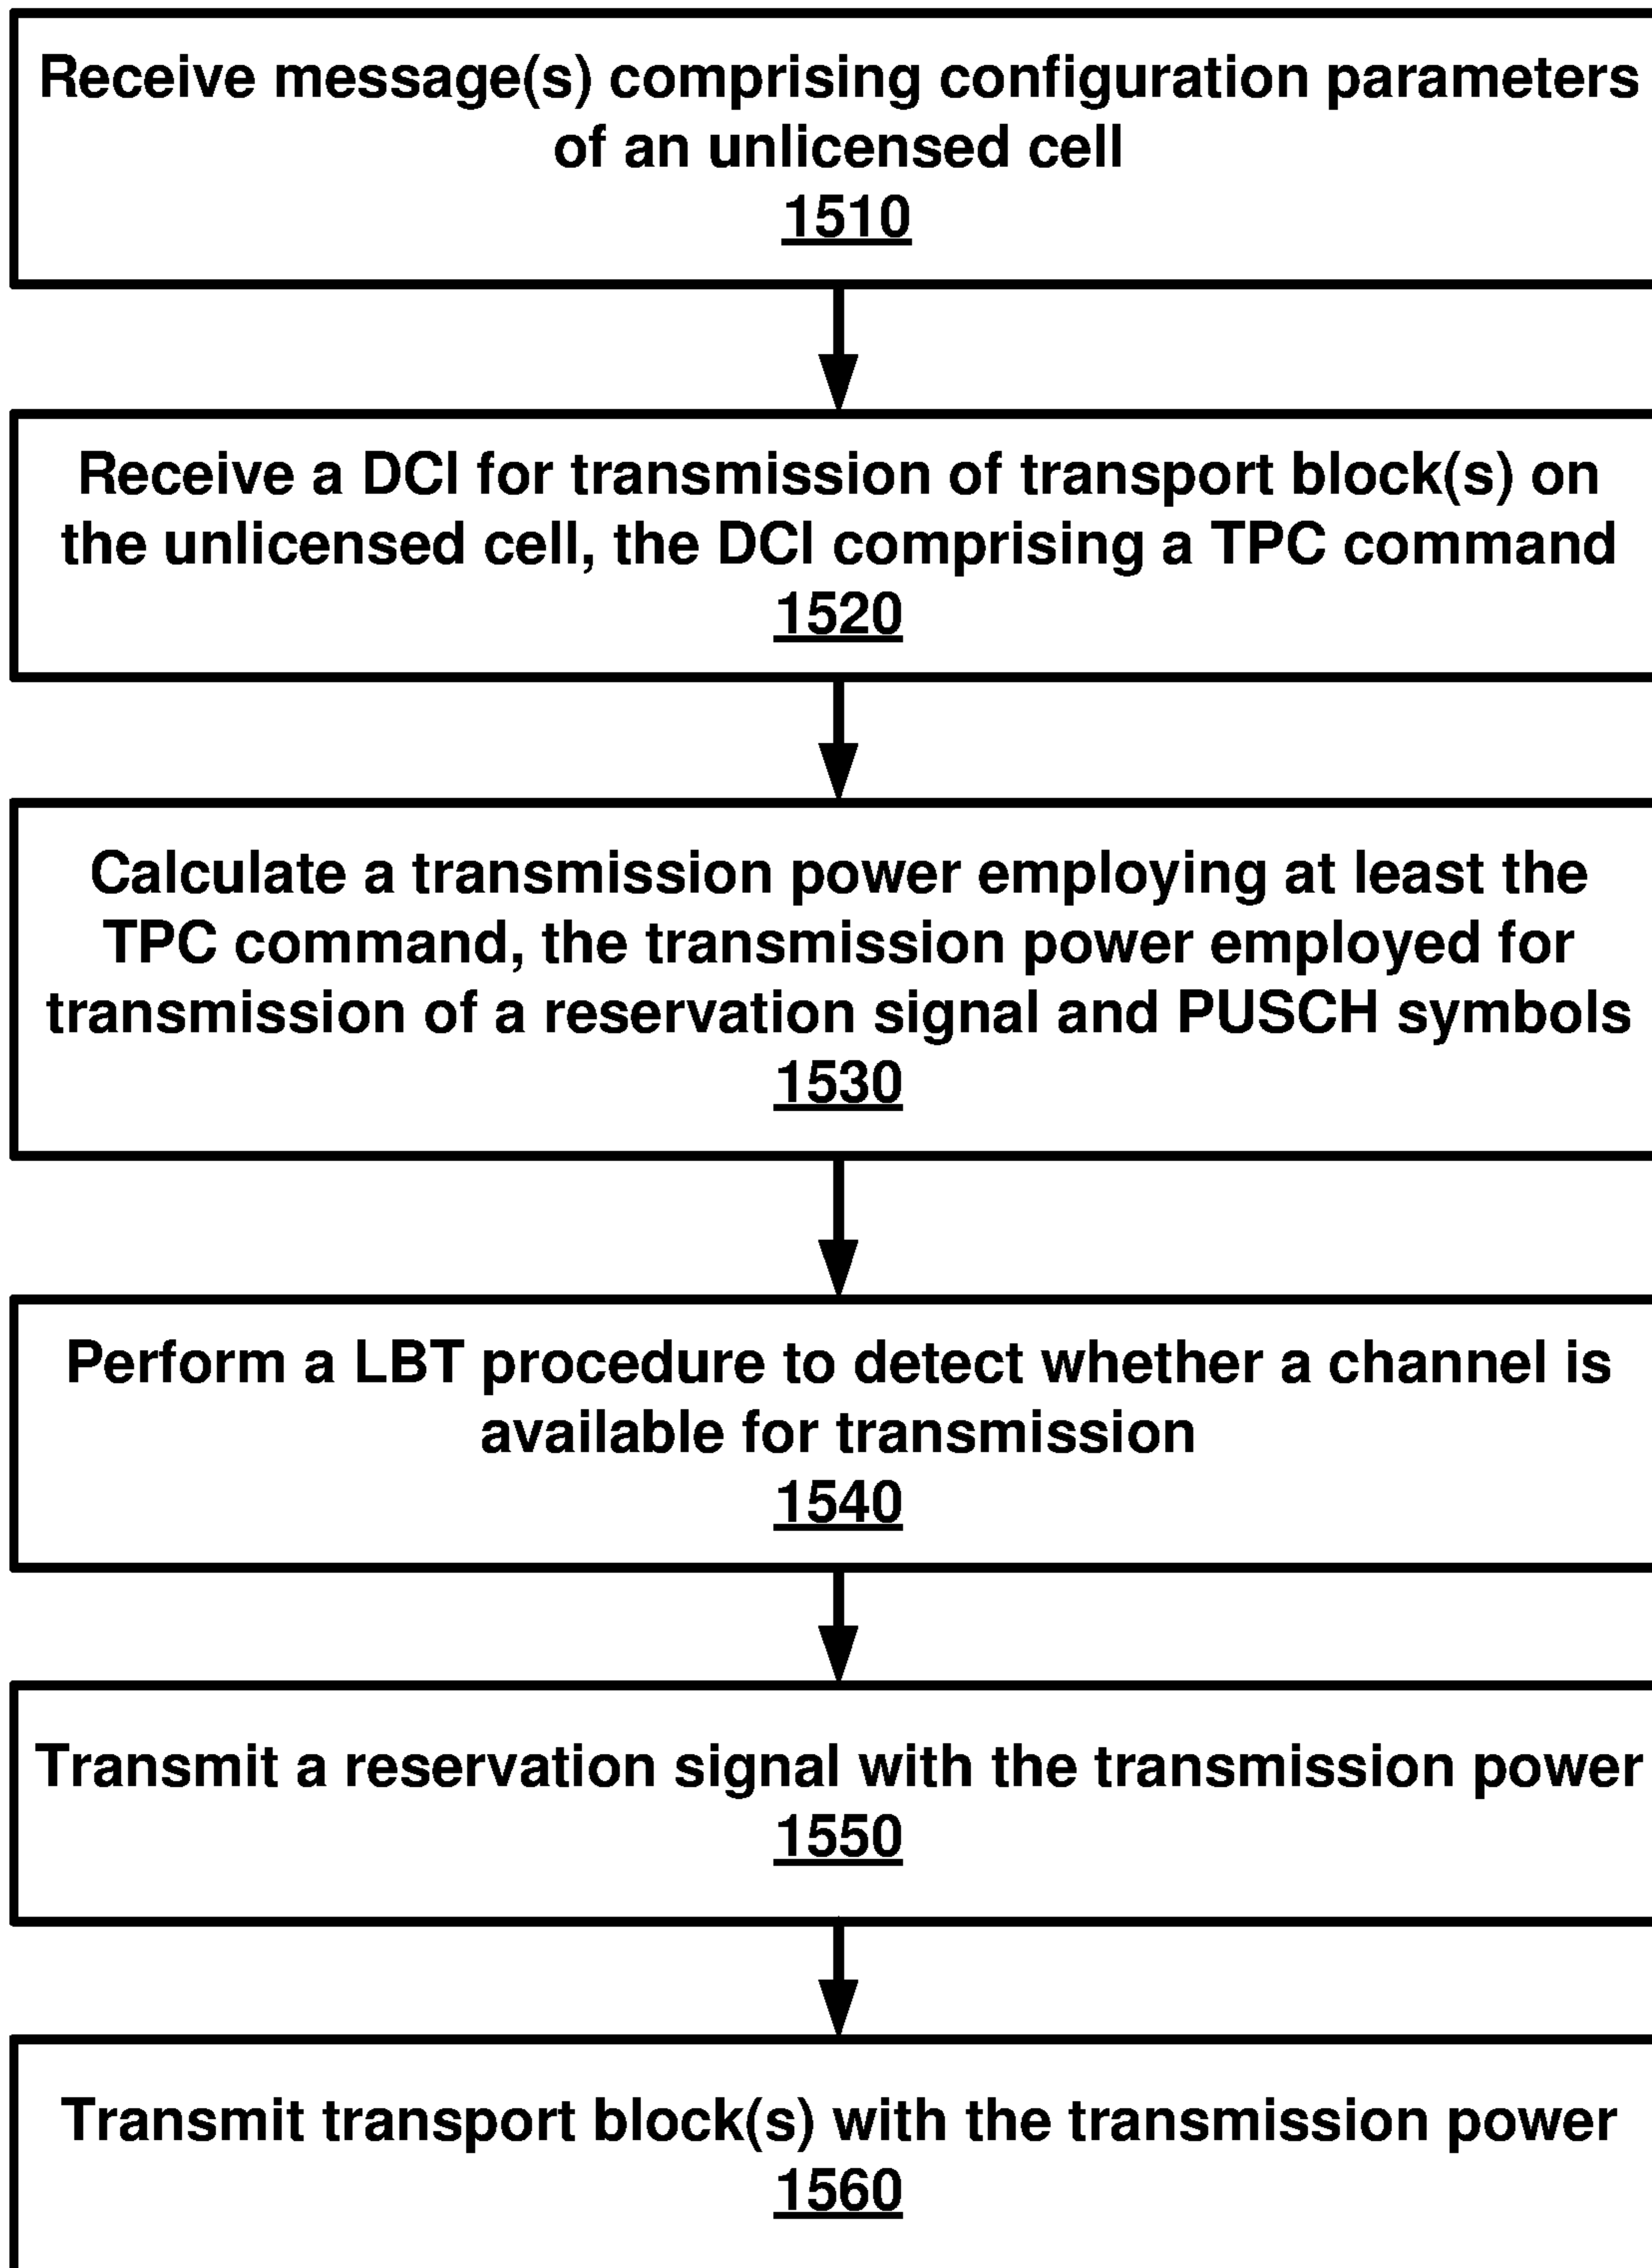 Receive message(s) comprising configuration parameters
of an unlicensed cell
1510
Receive a DCI for transmission of transport block(s) on
the unlicensed cell, the DCI comprising a TPC command
1520
Calculate a transmission power employing at least the
TPC command, the transmission power employed for
transmission of a reservation signal and PUSCH symbols
1530
Perform a LBT procedure to detect whether a channel is
available for transmission
1540
Transmit a reservation signal with the transmission power
1550
Transmit transport block(s) with the transmission power
1560